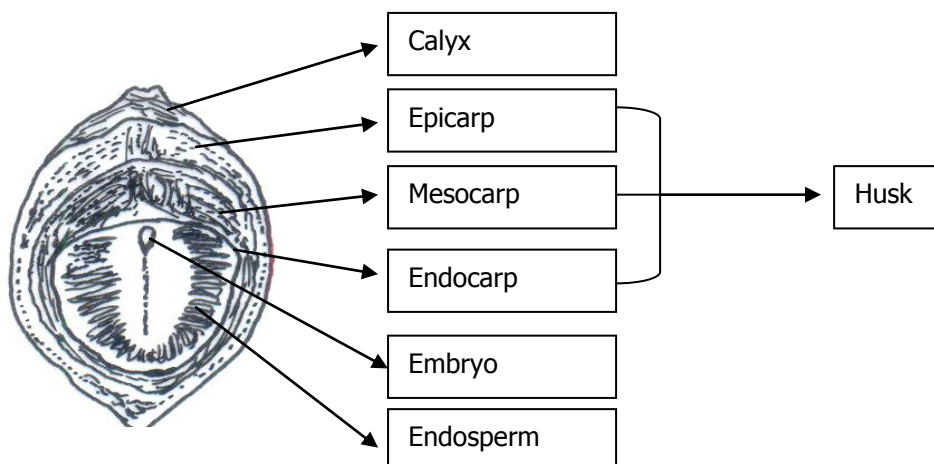 Calyx
Epicarp
Mesocarp
Husk
Endocarp
Embryo
Endosperm